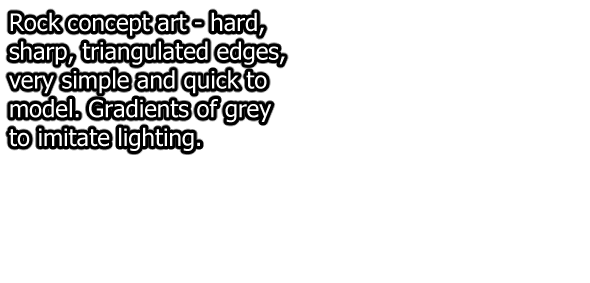 Rock concept art - hard,
sharp, triangulated edges,
very simple and quick to
model. Gradients of grey
to imitate lighting.